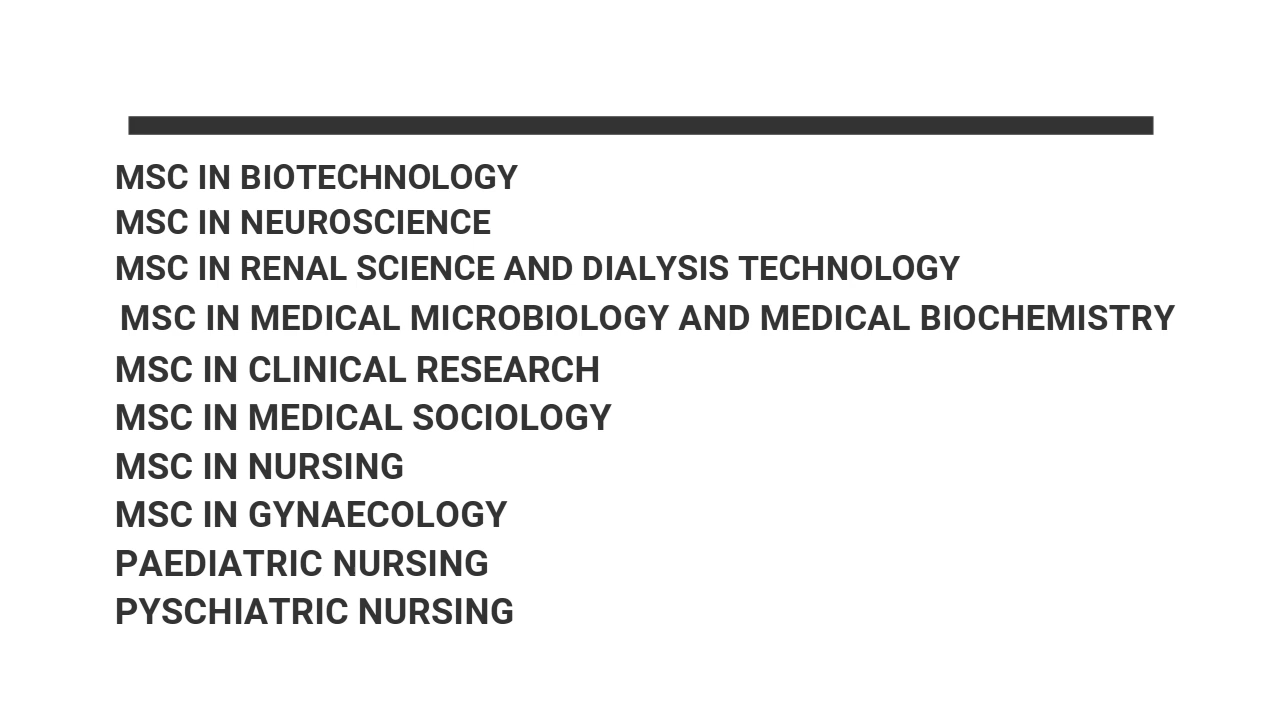 MSC IN BIOTECHNOLOGY
MSC IN NEUROSCIENCE
MSC IN RENAL SCIENCE AND DIALYSIS TECHNOLOGY
MSC IN MEDICAL MICROBIOLOGY AND MEDICAL BIOCHEMISTRY
MSC IN CLINICAL RESEARCH
MSC IN MEDICAL SOCIOLOGY
MSC IN NURSING
MSC IN GYNAECOLOGY
PAEDIATRIC NURSING
PYSCHIATRIC NURSING